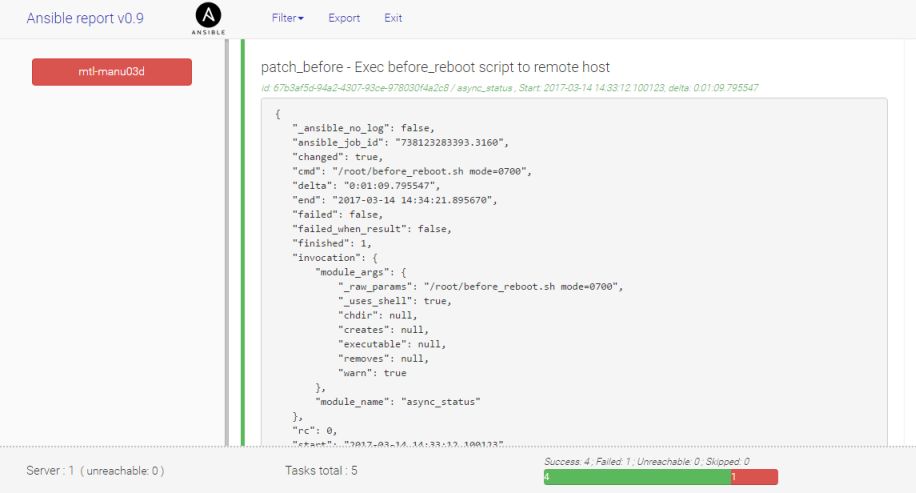 Ansible report v0.9
ANSIBLE
Filter
Export
Exit
mtl-manu03d
patch_before - Exec before_reboot script to remote host
id: 67b3af5d-94a2-4307-93ce-978030f4a2c8 / async_status , Start: 2017-03-14 14:33:12.100123, delta: 0:01:09.795547
{
"_ansible_no_log": false,
"ansible_job_id": "738123283393.3160",
"changed": true,
"cmd": "/root/before_reboot.sh mode=0700",
"delta": "0:01:09.795547",
"end": "2017-03-14 14:34:21.895670",
"failed": false,
"failed_when_result": false,
"finished": 1,
"invocation": {
"module_args": {
"_raw_params": "/root/before_reboot.sh mode=0700",
"_uses_shell": true,
"chdir": null,
"creates": null,
"executable": null,
"removes": null,
"warn": true
},
"module_name": "async_status"
},
"rc": 0,
"start": "2017-03-14 14:33:12.100123"
Server : 1 ( unreachable: 0 )
Tasks total : 5
Success: 4 ; Failed: 1 ; Unreachable: 0 ; Skipped: 0
4
1